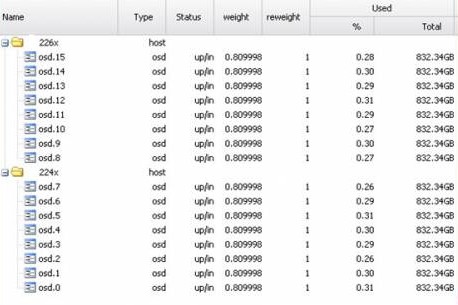 Name Type Status weight reweight Used
% Total
226x host
osd.15 osd up/in 0.809998 1 0.28 832.34GB
osd.14 osd up/in 0.809998 1 0.30 832.34GB
osd.13 osd up/in 0.809998 1 0.29 832.34GB
osd.12 osd up/in 0.809998 1 0.31 832.34GB
osd.11 osd up/in 0.809998 1 0.29 832.34GB
osd.10 osd up/in 0.809998 1 0.27 832.34GB
osd.9 osd up/in 0.809998 1 0.30 832.34GB
osd.8 osd up/in 0.809998 1 0.27 832.34GB
224x host
osd.7 osd up/in 0.809998 1 0.26 832.34GB
osd.6 osd up/in 0.809998 1 0.29 832.34GB
osd.5 osd up/in 0.809998 1 0.31 832.34GB
osd.4 osd up/in 0.809998 1 0.30 832.34GB
osd.3 osd up/in 0.809998 1 0.29 832.34GB
osd.2 osd up/in 0.809998 1 0.26 832.34GB
osd.1 osd up/in 0.809998 1 0.30 832.34GB
osd.0 osd up/in 0.809998 1 0.31 832.34GB